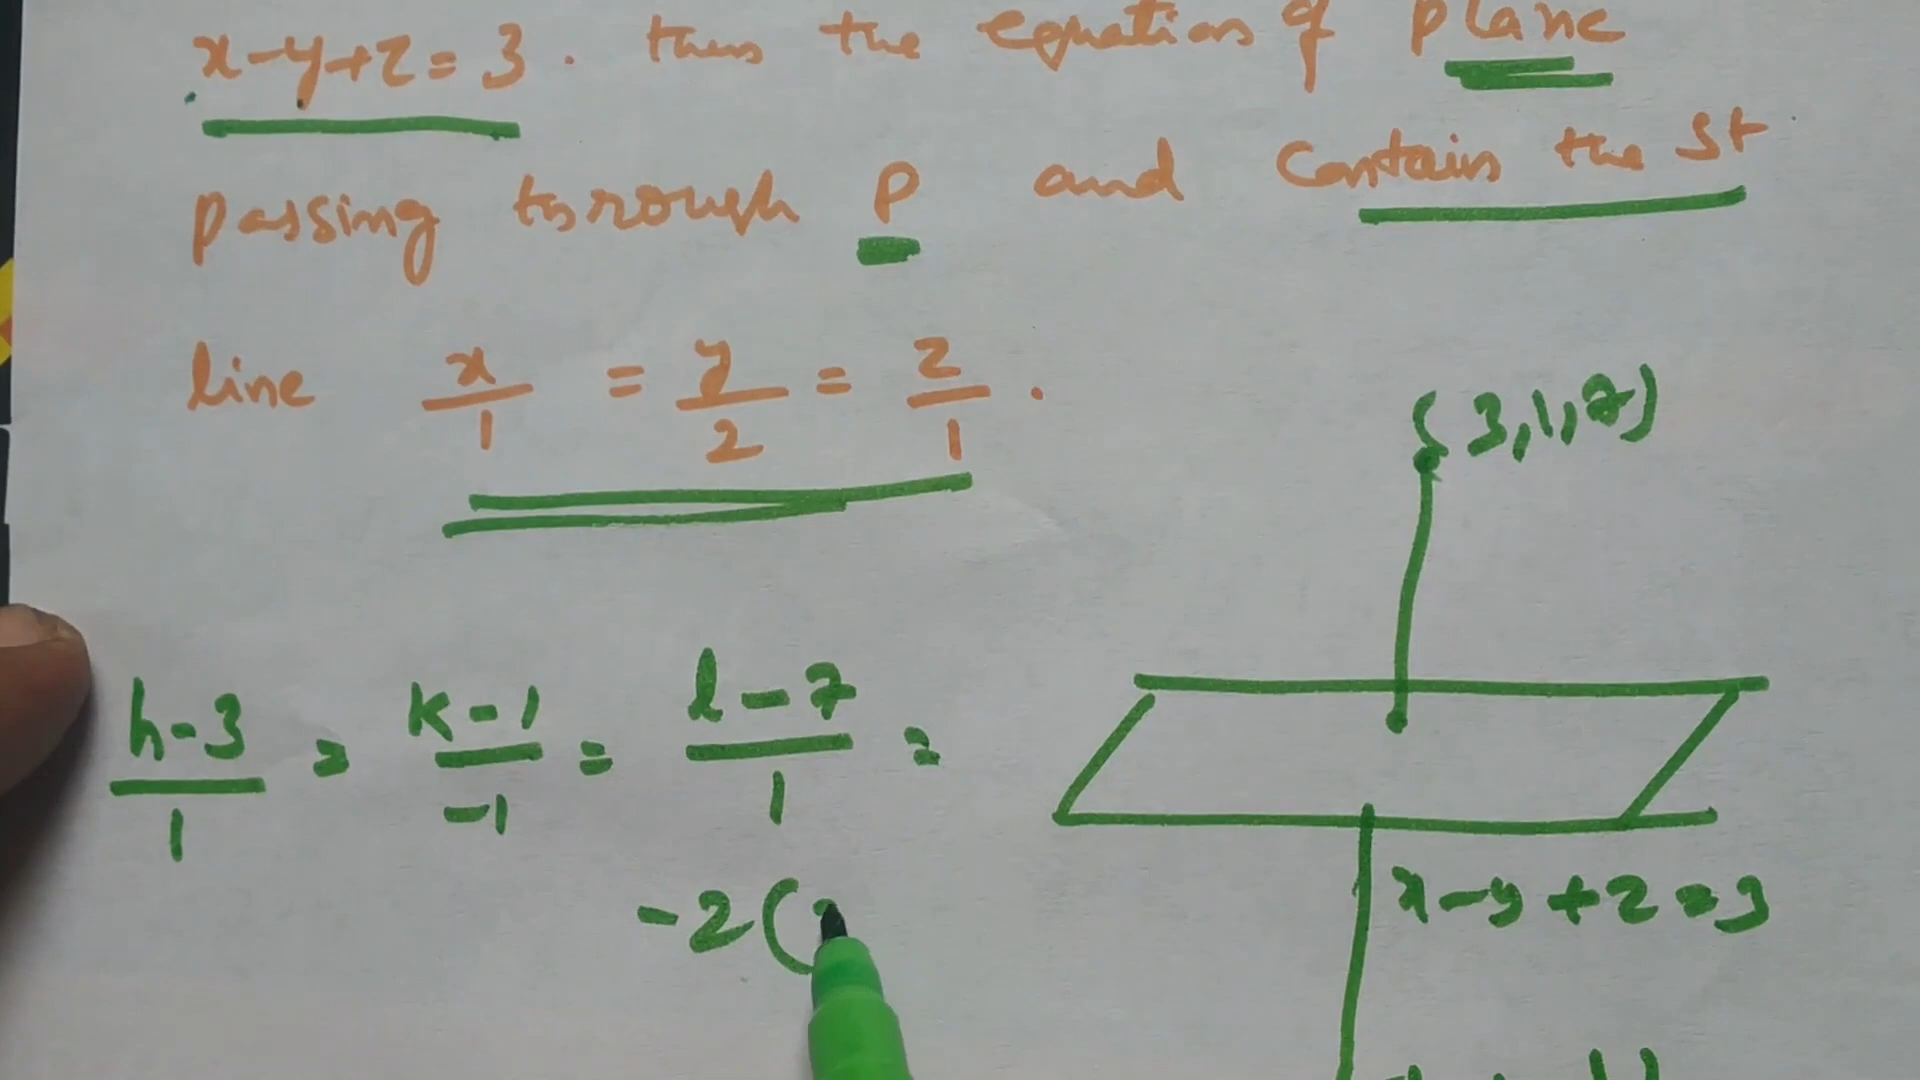 x-y+z=3. then the equation of plane
passing through P and contains the st
line x/1 = y/2 = z/1.
(3,1,7)
h-3/1 = k-1/-1 = l-7/1 =
-2(
x-y+z=3